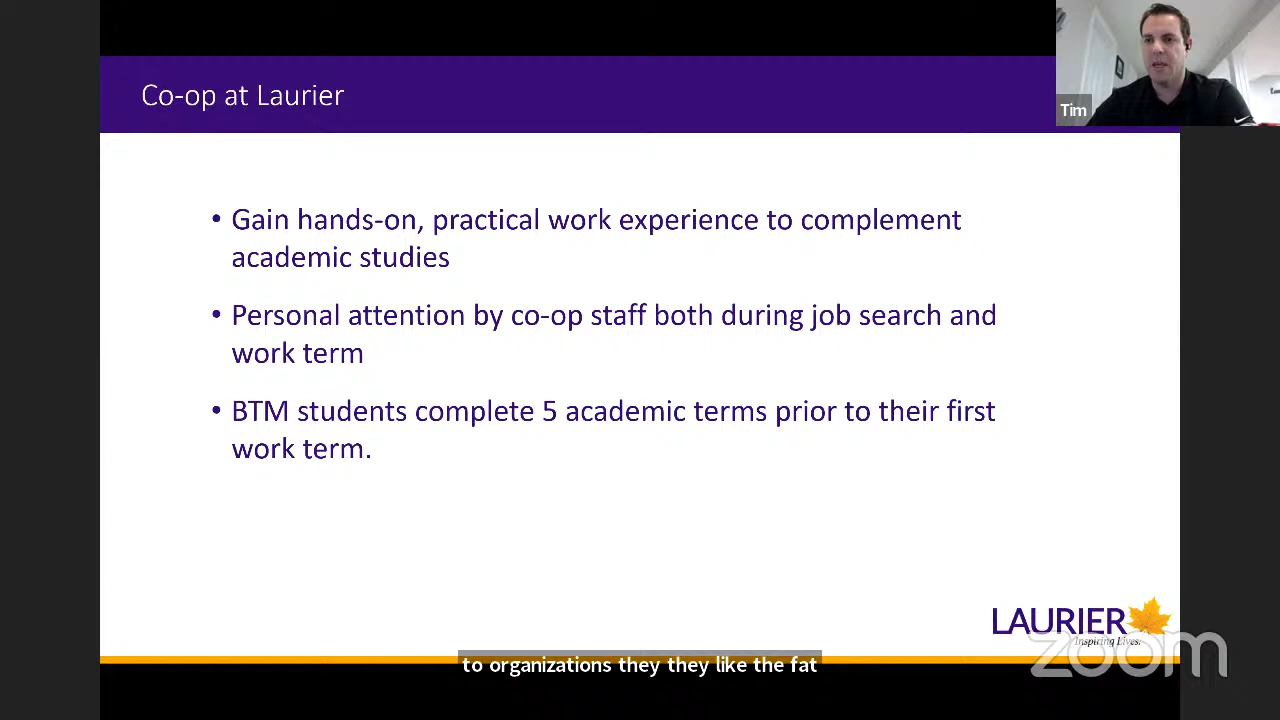 Co-op at Laurier
Tim
• Gain hands-on, practical work experience to complement
academic studies
• Personal attention by co-op staff both during job search and
work term
• BTM students complete 5 academic terms prior to their first
work term.
LAURIER
Inspiring Lives.
zoom
to organizations they they like the fat